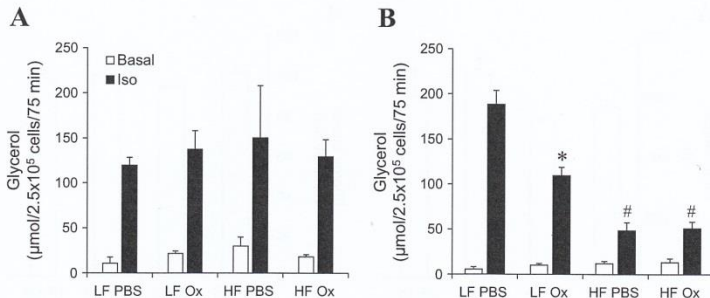 A
Glycerol
(μmol/2.5x10⁵ cells/75 min)
250
200
150
100
50
0
Basal
Iso
LF PBS
LF Ox
HF PBS
HF Ox
B
Glycerol
(μmol/2.5x10⁵ cells/75 min)
250
200
150
100
50
0
*
#
#
LF PBS
LF Ox
HF PBS
HF Ox